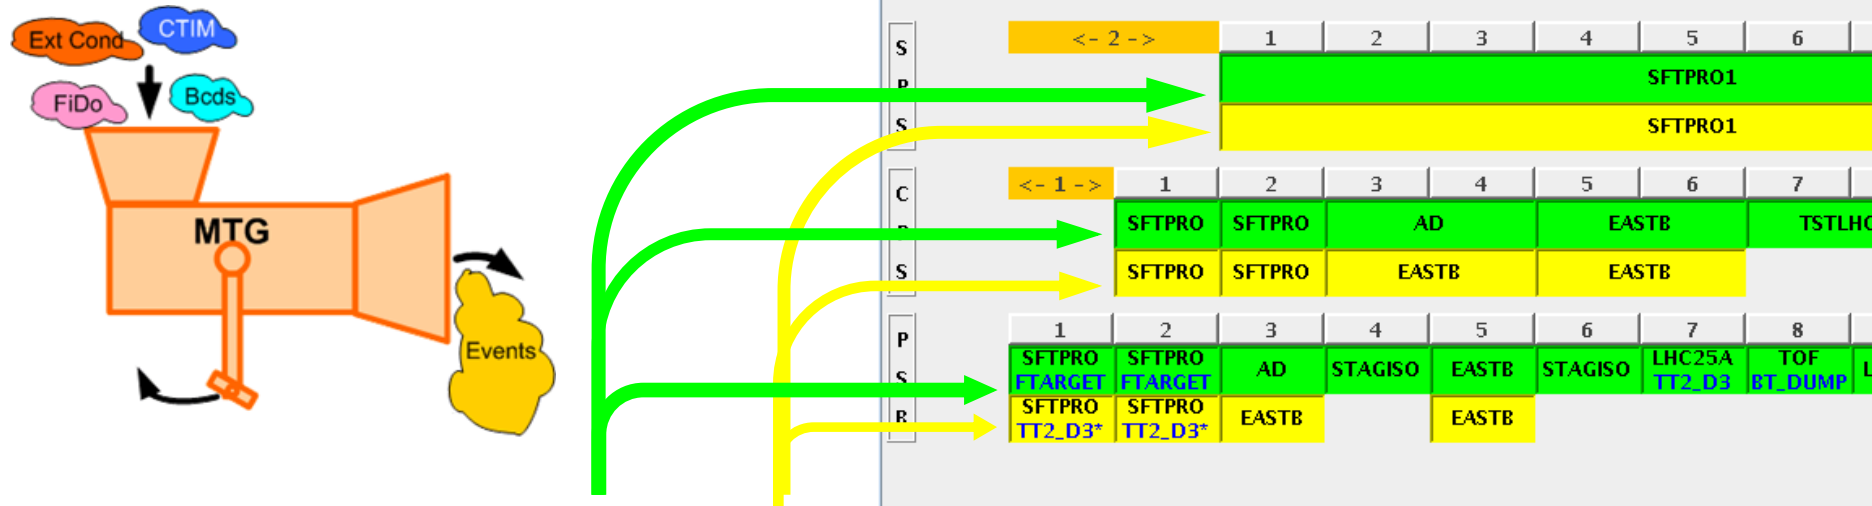 Ext Cond
CTIM
FiDo
Bcds
MTG
Events
S
P
S
<- 2 -> 1 2 3 4 5 6
SFTPRO1
SFTPRO1
C
P
S
<- 1 -> 1 2 3 4 5 6 7
SFTPRO SFTPRO AD EASTB TSTLHC
SFTPRO SFTPRO EASTB EASTB
P
S
B
1 2 3 4 5 6 7 8
SFTPRO SFTPRO AD STAGISO EASTB STAGISO LHC25A TOF L
FTARGET FTARGET TT2_D3 BT_DUMP
SFTPRO SFTPRO EASTB EASTB
TT2_D3* TT2_D3*